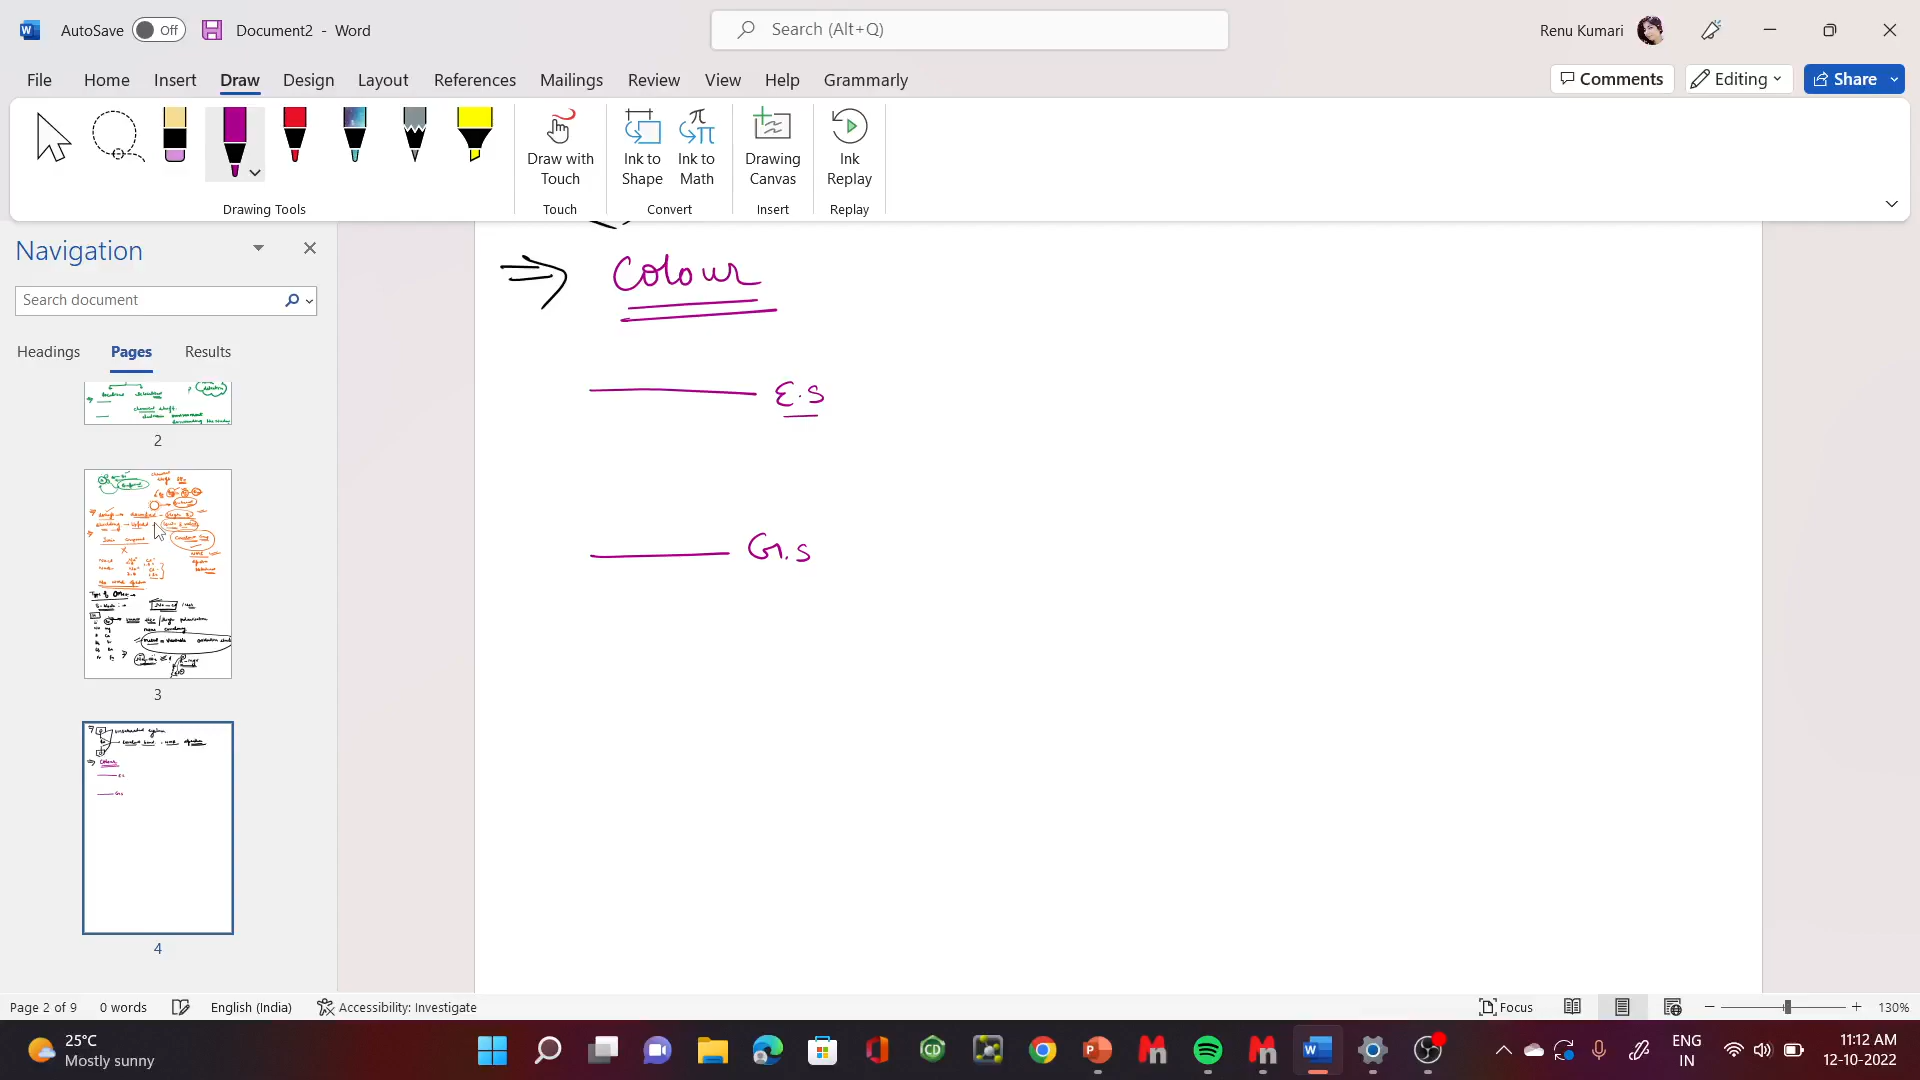 AutoSave Off Document2 - Word
Search (Alt+Q)
Renu Kumari
File Home Insert Draw Design Layout References Mailings Review View Help Grammarly
Comments Editing Share
Draw with Touch
Ink to Shape
Ink to Math
Drawing Canvas
Ink Replay
Drawing Tools Touch Convert Insert Replay
Navigation
Search document
Headings Pages Results
2
3
4
⇒ Colour
E.S
G.S
Page 2 of 9 0 words English (India) Accessibility: Investigate
Focus 130%
25°C
Mostly sunny
ENG
IN
11:12 AM
12-10-2022